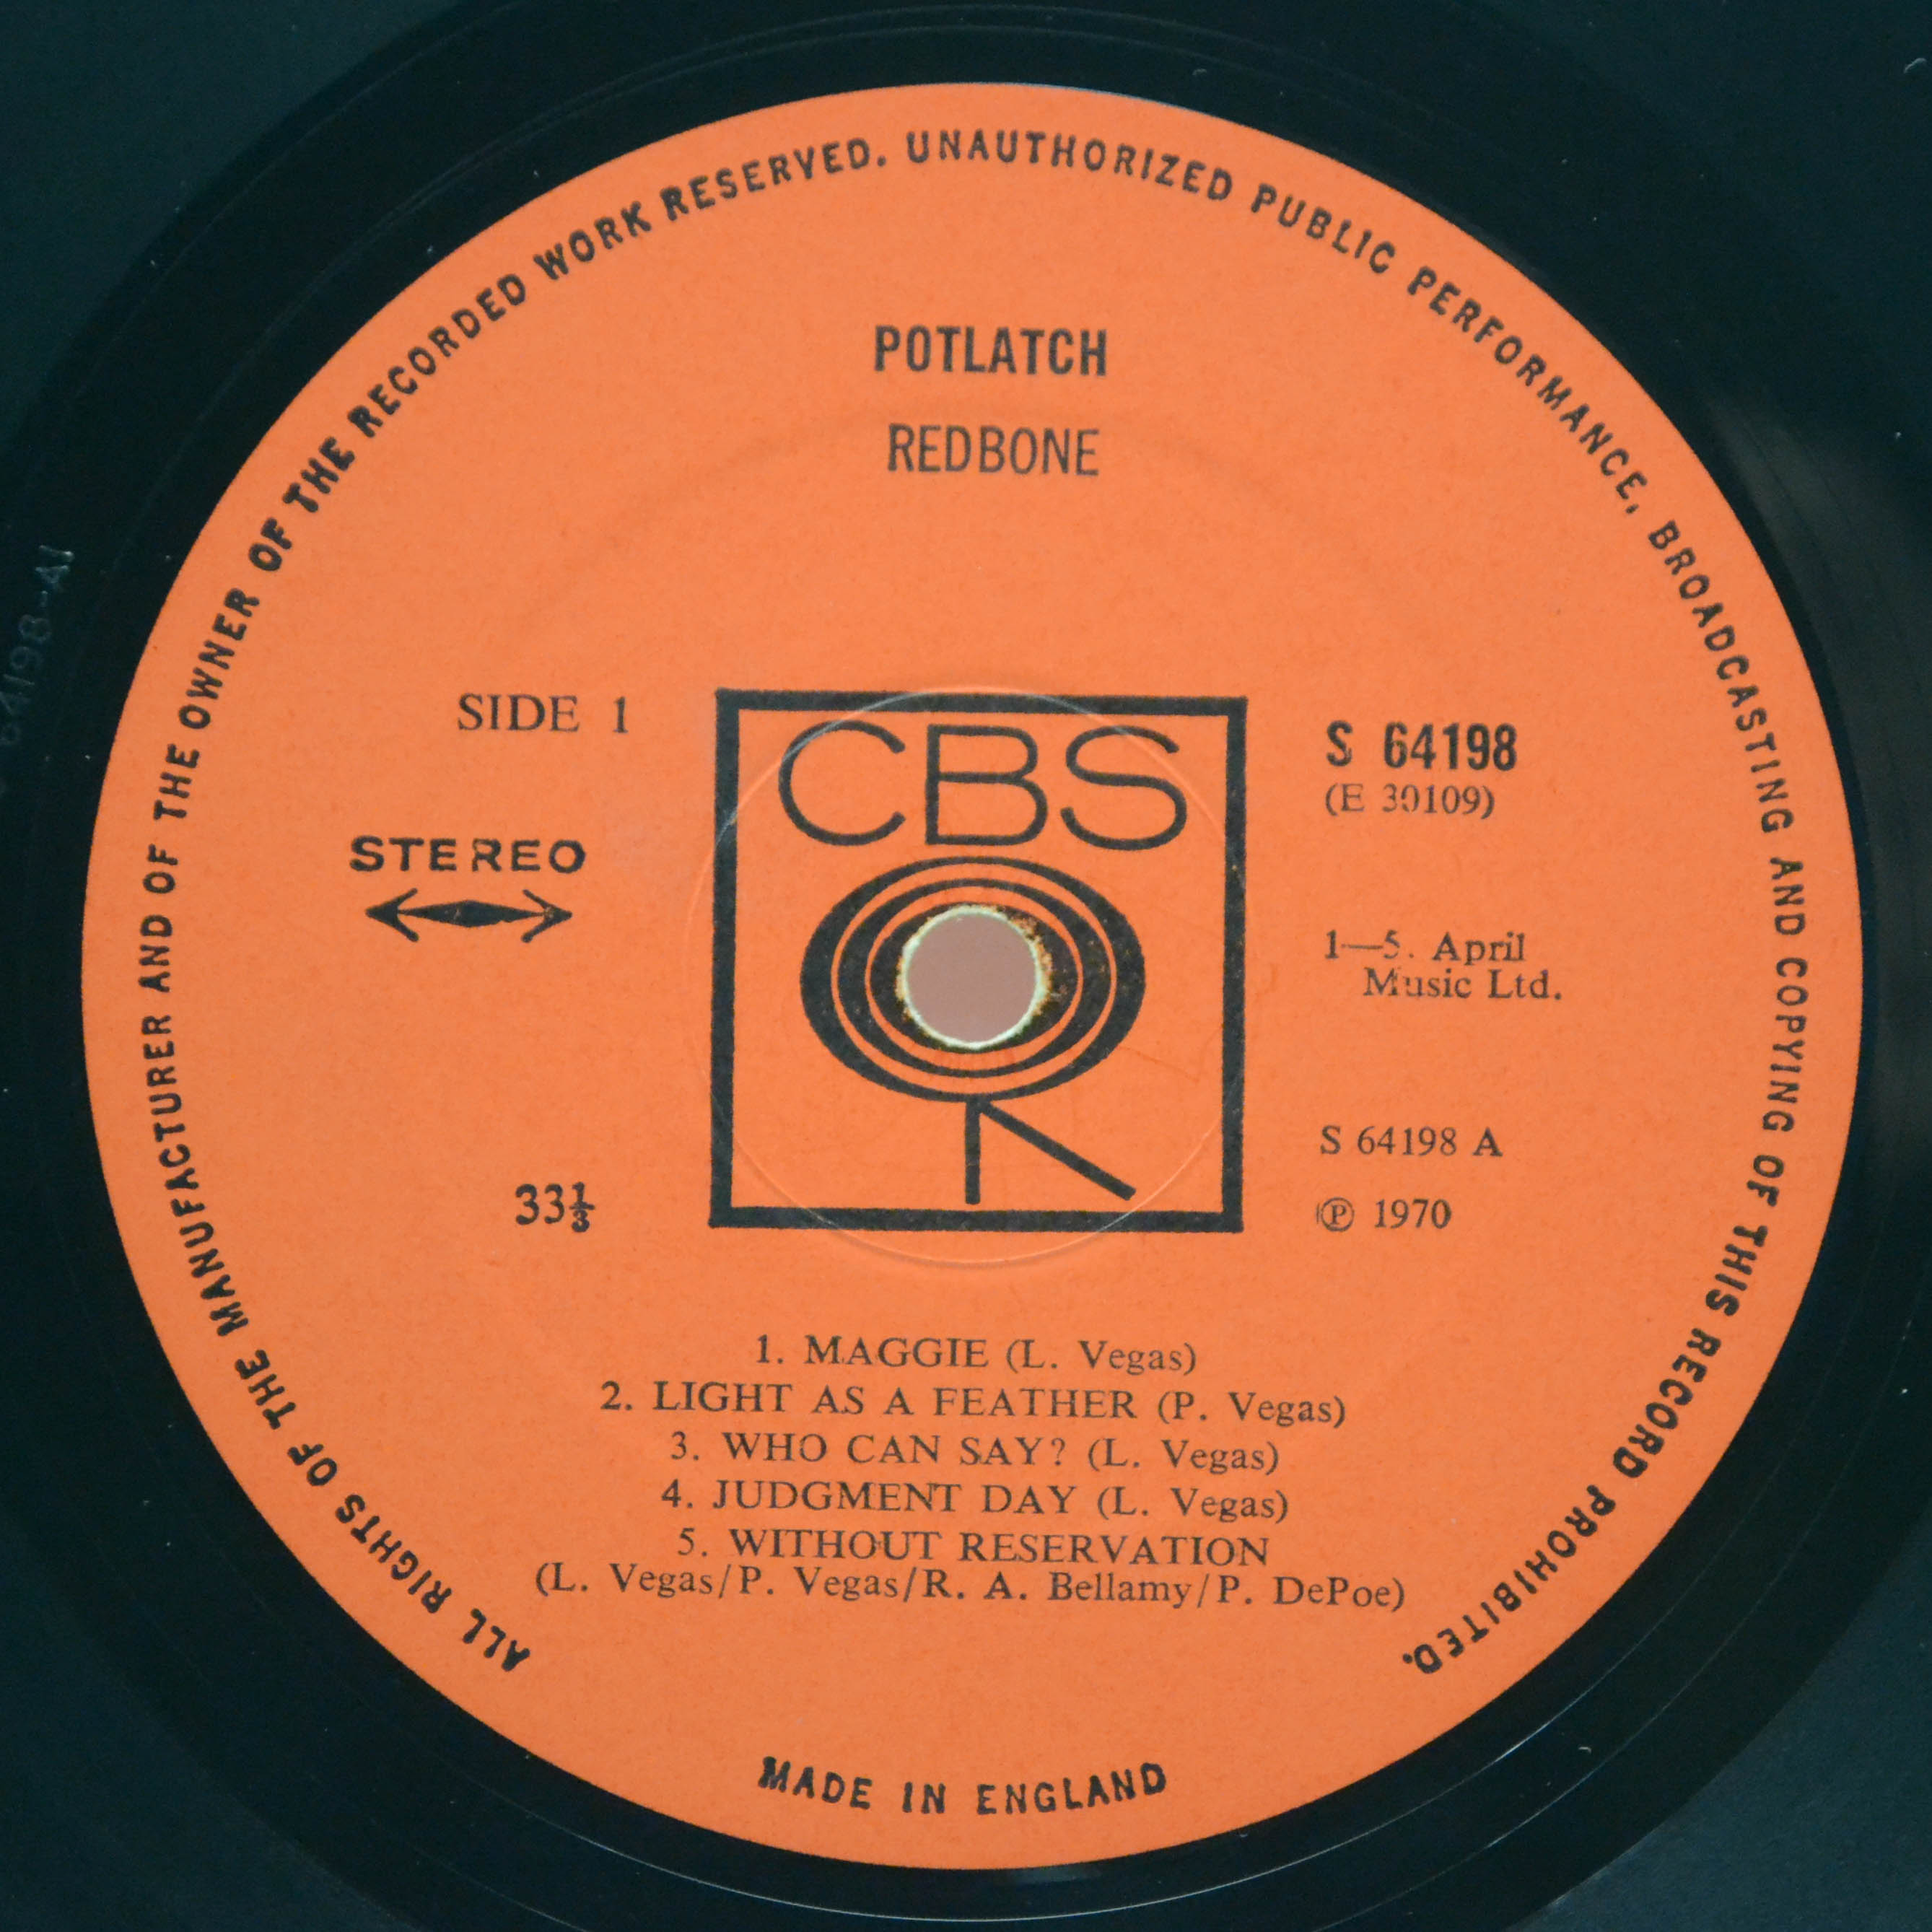 ALL RIGHTS OF THE MANUFACTURER AND OF THE OWNER OF THE RECORDED WORK RESERVED. UNAUTHORIZED PUBLIC PERFORMANCE, BROADCASTING AND COPYING OF THIS RECORD PROHIBITED.
POTLATCH
REDBONE
SIDE 1
STEREO
33⅓
CBS
S 64198
(E 30109)
1—5. April
Music Ltd.
S 64198 A
℗ 1970
1. MAGGIE (L. Vegas)
2. LIGHT AS A FEATHER (P. Vegas)
3. WHO CAN SAY? (L. Vegas)
4. JUDGMENT DAY (L. Vegas)
5. WITHOUT RESERVATION
(L. Vegas/P. Vegas/R. A. Bellamy/P. DePoe)
MADE IN ENGLAND